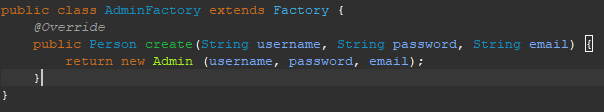 public class AdminFactory extends Factory {
    @Override
    public Person create(String username, String password, String email) {
        return new Admin (username, password, email);
    }
}